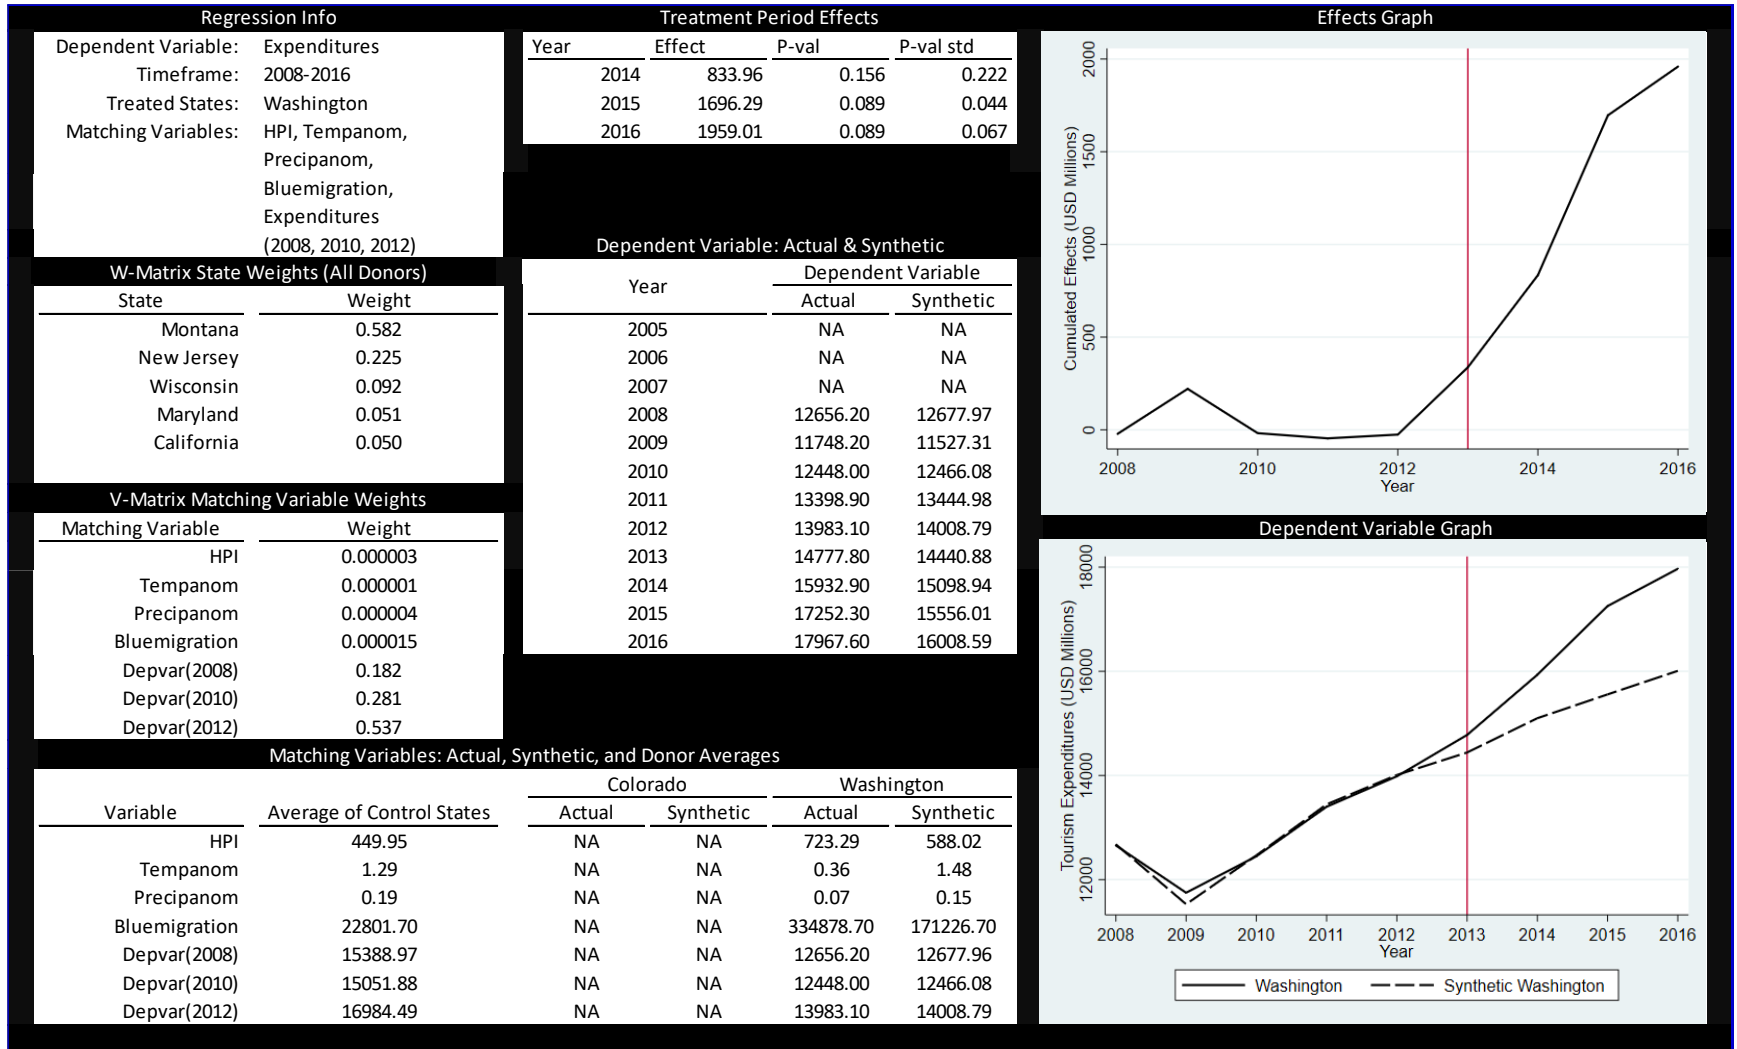 Regression Info
Dependent Variable: Expenditures
Timeframe: 2008-2016
Treated States: Washington
Matching Variables: HPI, Tempanom,
Precipanom,
Bluemigration,
Expenditures
(2008, 2010, 2012)
W-Matrix State Weights (All Donors)
State Weight
Montana 0.582
New Jersey 0.225
Wisconsin 0.092
Maryland 0.051
California 0.050
V-Matrix Matching Variable Weights
Matching Variable Weight
HPI 0.000003
Tempanom 0.000001
Precipanom 0.000004
Bluemigration 0.000015
Depvar(2008) 0.182
Depvar(2010) 0.281
Depvar(2012) 0.537
Treatment Period Effects
Year Effect P-val P-val std
2014 833.96 0.156 0.222
2015 1696.29 0.089 0.044
2016 1959.01 0.089 0.067
Dependent Variable: Actual & Synthetic
Dependent Variable
Year
Actual Synthetic
2005 NA NA
2006 NA NA
2007 NA NA
2008 12656.20 12677.97
2009 11748.20 11527.31
2010 12448.00 12466.08
2011 13398.90 13444.98
2012 13983.10 14008.79
2013 14777.80 14440.88
2014 15932.90 15098.94
2015 17252.30 15556.01
2016 17967.60 16008.59
Matching Variables: Actual, Synthetic, and Donor Averages
Colorado Washington
Variable Average of Control States Actual Synthetic Actual Synthetic
HPI 449.95 NA NA 723.29 588.02
Tempanom 1.29 NA NA 0.36 1.48
Precipanom 0.19 NA NA 0.07 0.15
Bluemigration 22801.70 NA NA 334878.70 171226.70
Depvar(2008) 15388.97 NA NA 12656.20 12677.96
Depvar(2010) 15051.88 NA NA 12448.00 12466.08
Depvar(2012) 16984.49 NA NA 13983.10 14008.79
Effects Graph
Cumulated Effects (USD Millions)
2000
1500
1000
500
0
2008 2010 2012 2014 2016
Year
Dependent Variable Graph
Tourism Expenditures (USD Millions)
18000
16000
14000
12000
2008 2009 2010 2011 2012 2013 2014 2015 2016
Year
Washington Synthetic Washington